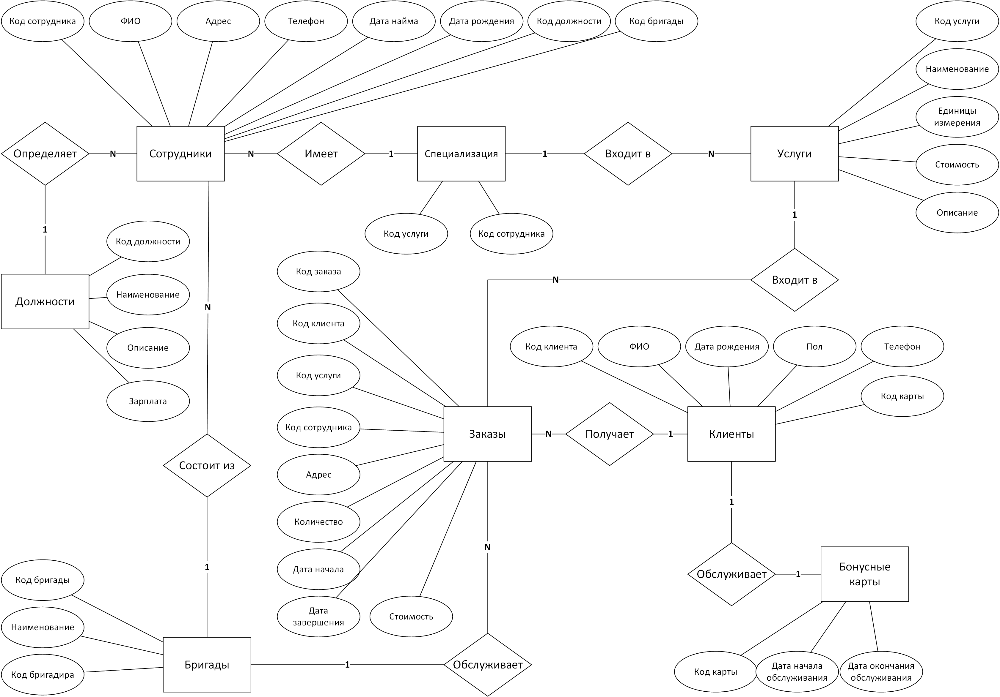 Код сотрудника
ФИО
Адрес
Телефон
Дата найма
Дата рождения
Код должности
Код бригады
Код услуги
Наименование
Единицы
измерения
Стоимость
Описание
Определяет
N
Сотрудники
N
Имеет
1
Специализация
1
Входит в
N
Услуги
1
1
Код услуги
Код сотрудника
Код должности
Наименование
Описание
Зарплата
Должности
N
Код заказа
Код клиента
Код услуги
Код сотрудника
Адрес
Количество
Дата начала
Дата
завершения
Стоимость
N
Входит в
Код клиента
ФИО
Дата рождения
Пол
Телефон
Код карты
Заказы
N
Получает
1
Клиенты
Состоит из
1
N
1
Обслуживает
1
Бонусные
карты
Код бригады
Наименование
Код бригадира
Бригады
1
Обслуживает
Код карты
Дата начала
обслуживания
Дата окончания
обслуживания